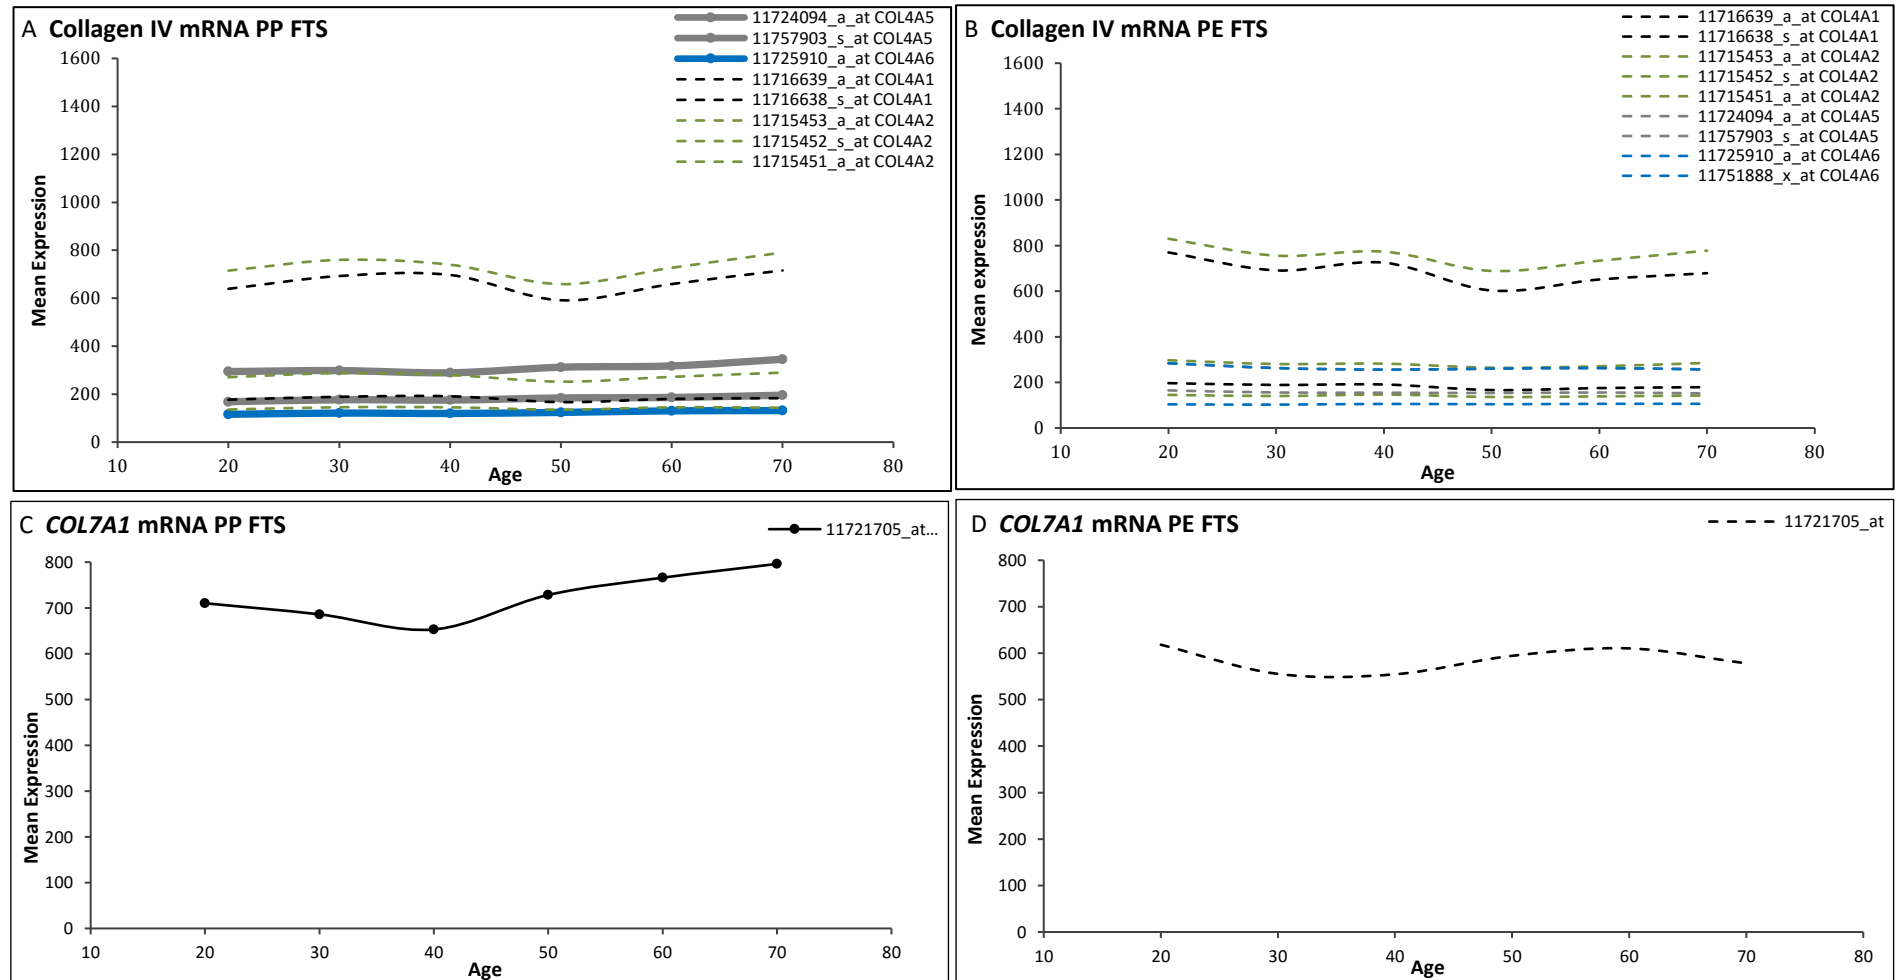 A Collagen IV mRNA PP FTS
11724094_a_at COL4A5
11757903_s_at COL4A5
11725910_a_at COL4A6
11716639_a_at COL4A1
11716638_s_at COL4A1
11715453_a_at COL4A2
11715452_s_at COL4A2
11715451_a_at COL4A2
Mean Expression
1600
1400
1200
1000
800
600
400
200
0
10 20 30 40 50 60 70 80
Age
B Collagen IV mRNA PE FTS
11716639_a_at COL4A1
11716638_s_at COL4A1
11715453_a_at COL4A2
11715452_s_at COL4A2
11715451_a_at COL4A2
11724094_a_at COL4A5
11757903_s_at COL4A5
11725910_a_at COL4A6
11751888_x_at COL4A6
Mean expression
1600
1400
1200
1000
800
600
400
200
0
10 20 30 40 50 60 70 80
Age
C COL7A1 mRNA PP FTS
11721705_at...
Mean Expression
800
700
600
500
400
300
200
100
0
10 20 30 40 50 60 70 80
Age
D COL7A1 mRNA PE FTS
11721705_at
Mean Expression
800
700
600
500
400
300
200
100
0
10 20 30 40 50 60 70 80
Age